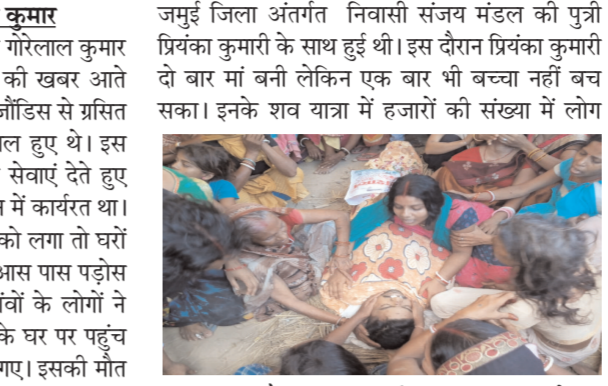 कुमार
गोरेलाल कुमार
की खबर आते
जौंडिस से ग्रसित
हुए थे। इस
सेवाएं देते हुए
में कार्यरत था।
को लगा तो घरों
आस पास पड़ोस
के लोगों ने
के घर पर पहुंच
गए। इसकी मौत
जमुई जिला अंतर्गत निवासी संजय मंडल की पुत्री
प्रियंका कुमारी के साथ हुई थी। इस दौरान प्रियंका कुमारी
दो बार मां बनी लेकिन एक बार भी बच्चा नहीं बच
सका। इनके शव यात्रा में हजारों की संख्या में लोग